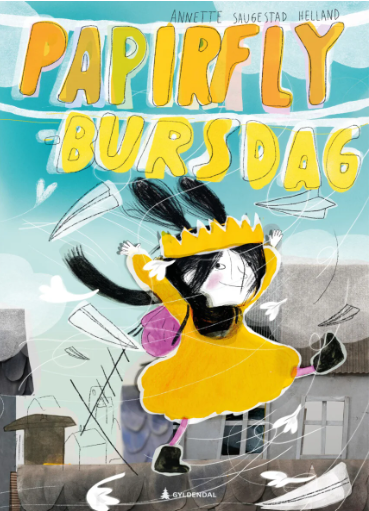 ANNETTE SAUGESTAD HELLAND
PAPIRFLY
-BURSDAG
GYLDENDAL